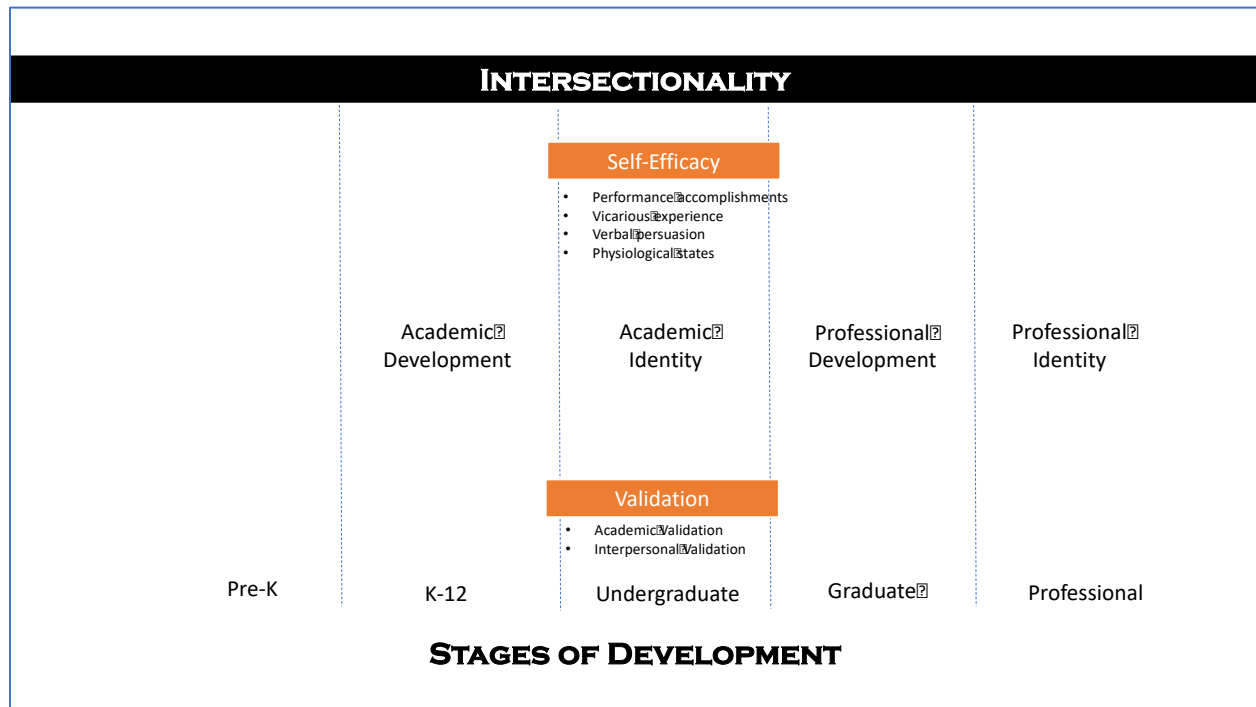 INTERSECTIONALITY
Self-Efficacy
• Performance⍰accomplishments
• Vicarious⍰experience
• Verbal⍰persuasion
• Physiological⍰states
Academic⍰
Development
Academic⍰
Identity
Professional⍰
Development
Professional⍰
Identity
Validation
• Academic⍰Validation
• Interpersonal⍰Validation
Pre-K
K-12
Undergraduate
Graduate⍰
Professional
STAGES OF DEVELOPMENT